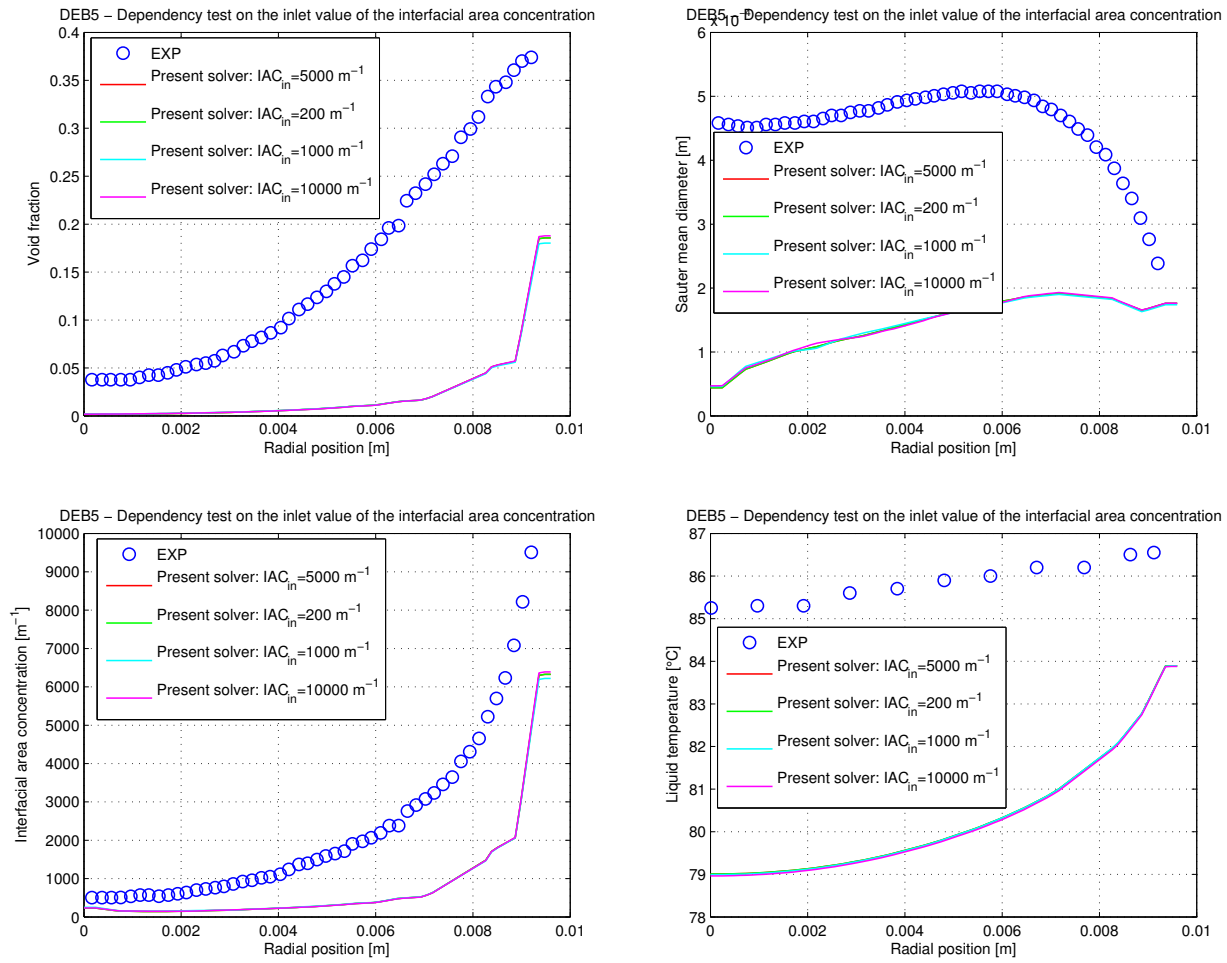 DEB5 − Dependency test on the inlet value of the interfacial area concentration
0.4
0.35
0.3
0.25
0.2
0.15
0.1
0.05
0
Void fraction
EXP
Present solver: IAC_in=5000 m^−1
Present solver: IAC_in=200 m^−1
Present solver: IAC_in=1000 m^−1
Present solver: IAC_in=10000 m^−1
0 0.002 0.004 0.006 0.008 0.01
Radial position [m]
DEB5 − Dependency test on the inlet value of the interfacial area concentration
6
5
4
3
2
1
0
Sauter mean diameter [m]
EXP
Present solver: IAC_in=5000 m^−1
Present solver: IAC_in=200 m^−1
Present solver: IAC_in=1000 m^−1
Present solver: IAC_in=10000 m^−1
0 0.002 0.004 0.006 0.008 0.01
Radial position [m]
DEB5 − Dependency test on the inlet value of the interfacial area concentration
10000
9000
8000
7000
6000
5000
4000
3000
2000
1000
0
Interfacial area concentration [m^−1]
EXP
Present solver: IAC_in=5000 m^−1
Present solver: IAC_in=200 m^−1
Present solver: IAC_in=1000 m^−1
Present solver: IAC_in=10000 m^−1
0 0.002 0.004 0.006 0.008 0.01
Radial position [m]
DEB5 − Dependency test on the inlet value of the interfacial area concentration
87
86
85
84
83
82
81
80
79
78
Liquid temperature [°C]
EXP
Present solver: IAC_in=5000 m^−1
Present solver: IAC_in=200 m^−1
Present solver: IAC_in=1000 m^−1
Present solver: IAC_in=10000 m^−1
0 0.002 0.004 0.006 0.008 0.01
Radial position [m]